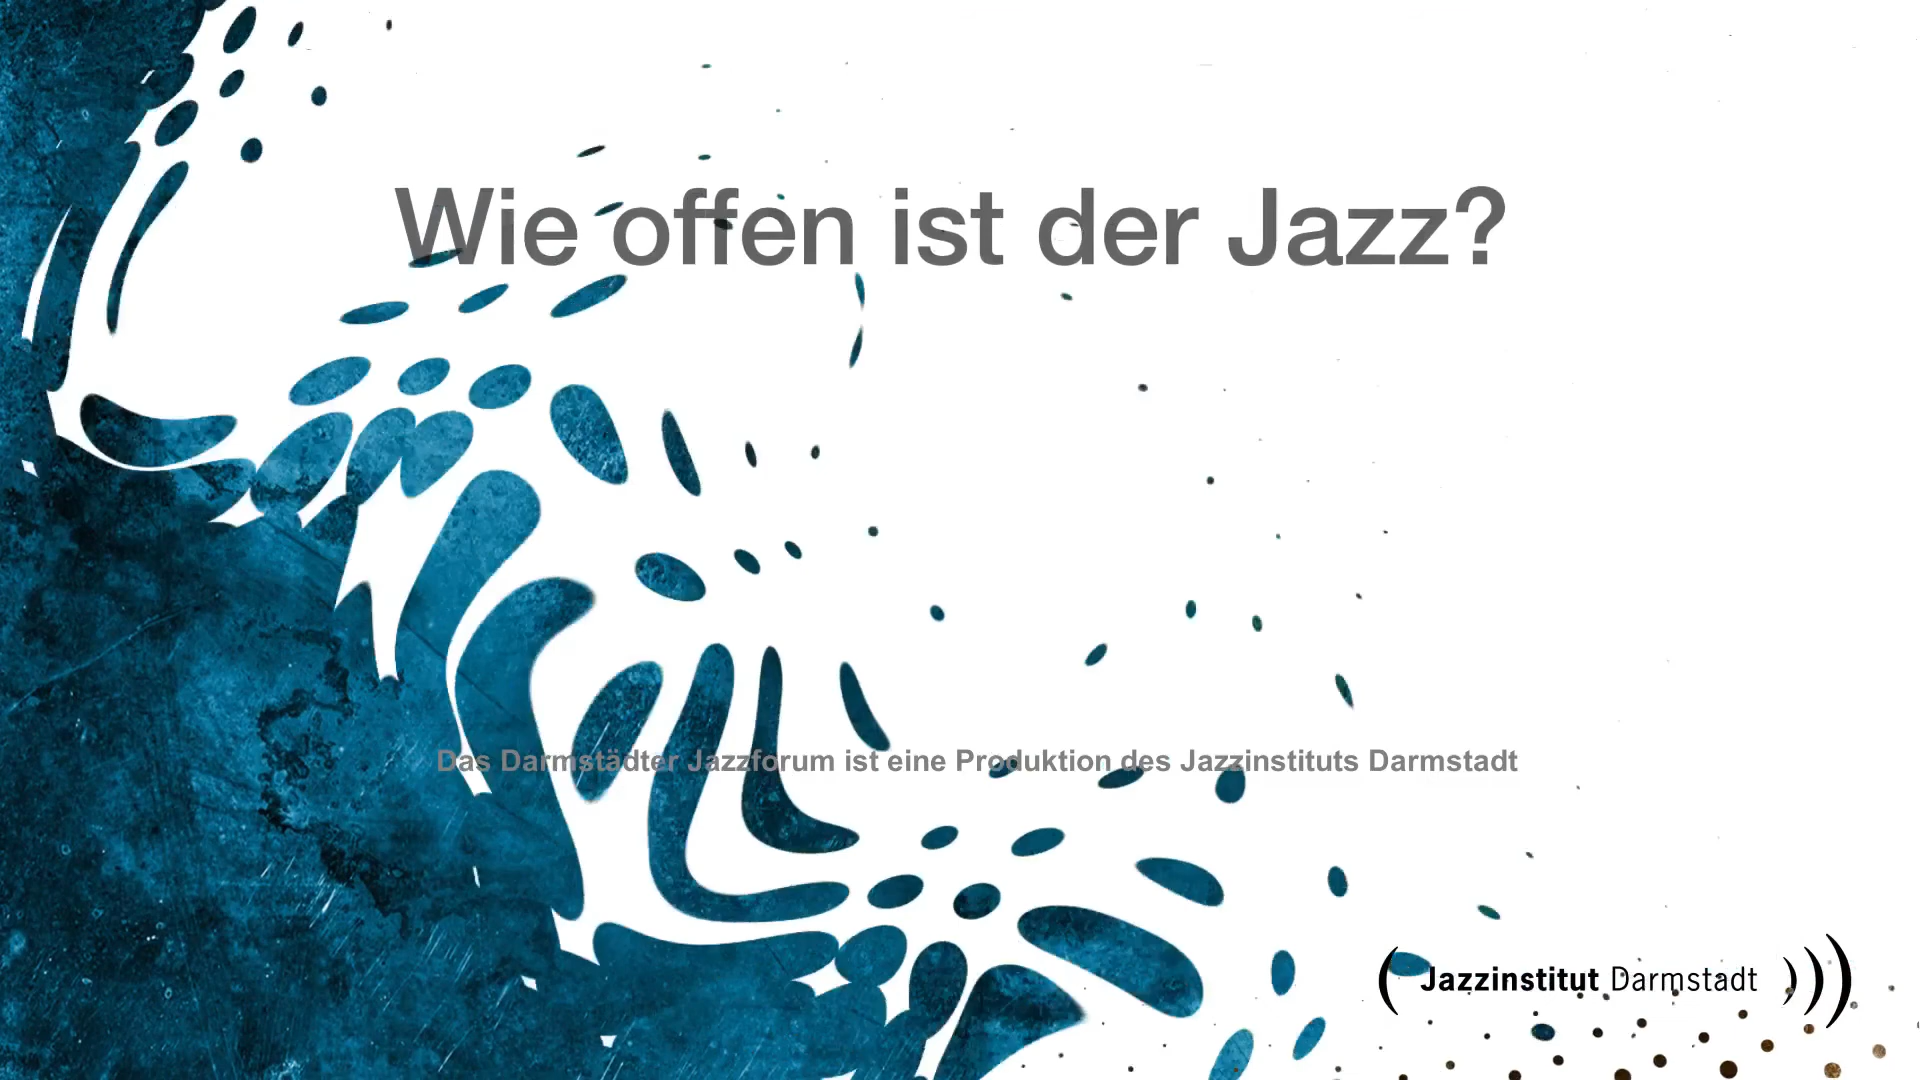 Wie offen ist der Jazz?
Das Darmstädter Jazzforum ist eine Produktion des Jazzinstituts Darmstadt
( Jazzinstitut Darmstadt )))